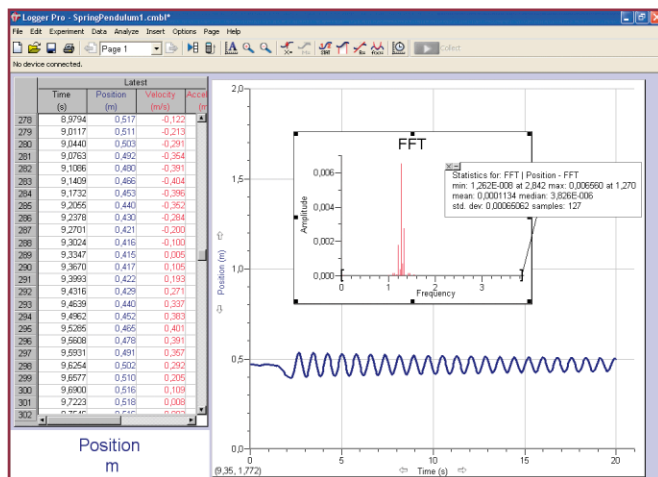 Logger Pro - SpringPendulum1.cmbl*
File Edit Experiment Data Analyze Insert Options Page Help
Page 1
Collect
No device connected.
Latest
Time Position Velocity Accel
(s) (m) (m/s) (m
278 8,9794 0,517 -0,122
279 9,0117 0,511 -0,213
280 9,0440 0,503 -0,291
281 9,0763 0,492 -0,354
282 9,1086 0,480 -0,391
283 9,1409 0,466 -0,404
284 9,1732 0,453 -0,396
285 9,2055 0,440 -0,352
286 9,2378 0,430 -0,284
287 9,2701 0,421 -0,200
288 9,3024 0,416 -0,100
289 9,3347 0,415 0,005
290 9,3670 0,417 0,105
291 9,3993 0,422 0,193
292 9,4316 0,429 0,271
293 9,4639 0,440 0,337
294 9,4962 0,452 0,383
295 9,5285 0,465 0,401
296 9,5608 0,478 0,391
297 9,5931 0,491 0,357
298 9,6254 0,502 0,292
299 9,6577 0,510 0,205
300 9,6900 0,516 0,109
301 9,7223 0,518 0,008
302
Position
m
2,0
1,5
1,0
0,5
0,0
Position (m)
0 5 10 15 20
(9,35, 1,772)
Time (s)
FFT
0,006
0,004
0,002
0,000
Amplitude
0 1 2 3
Frequency
Statistics for: FFT | Position - FFT
min: 1,262E-008 at 2,842 max: 0,006560 at 1,270
mean: 0,0001134 median: 3,826E-006
std. dev: 0,00065062 samples: 127